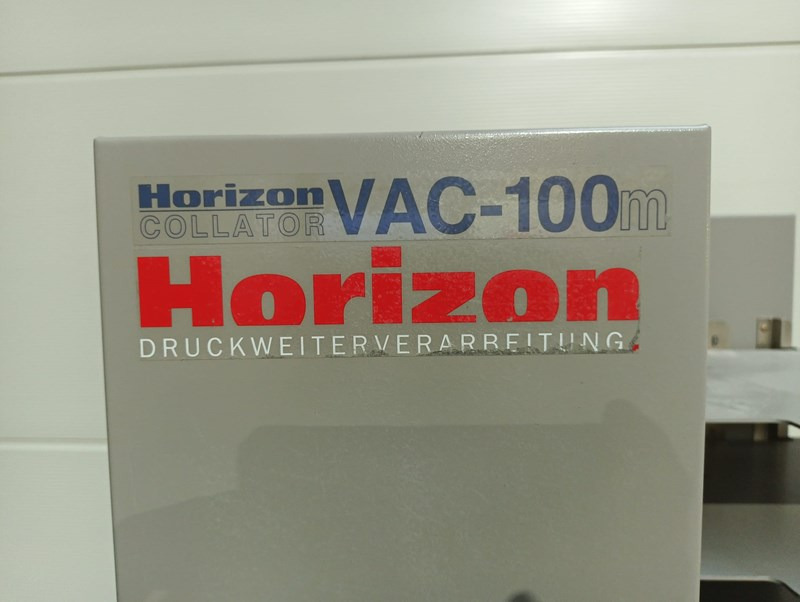 Horizon
COLLATOR
VAC-100m
Horizon
DRUCKWEITERVERARBEITUNG